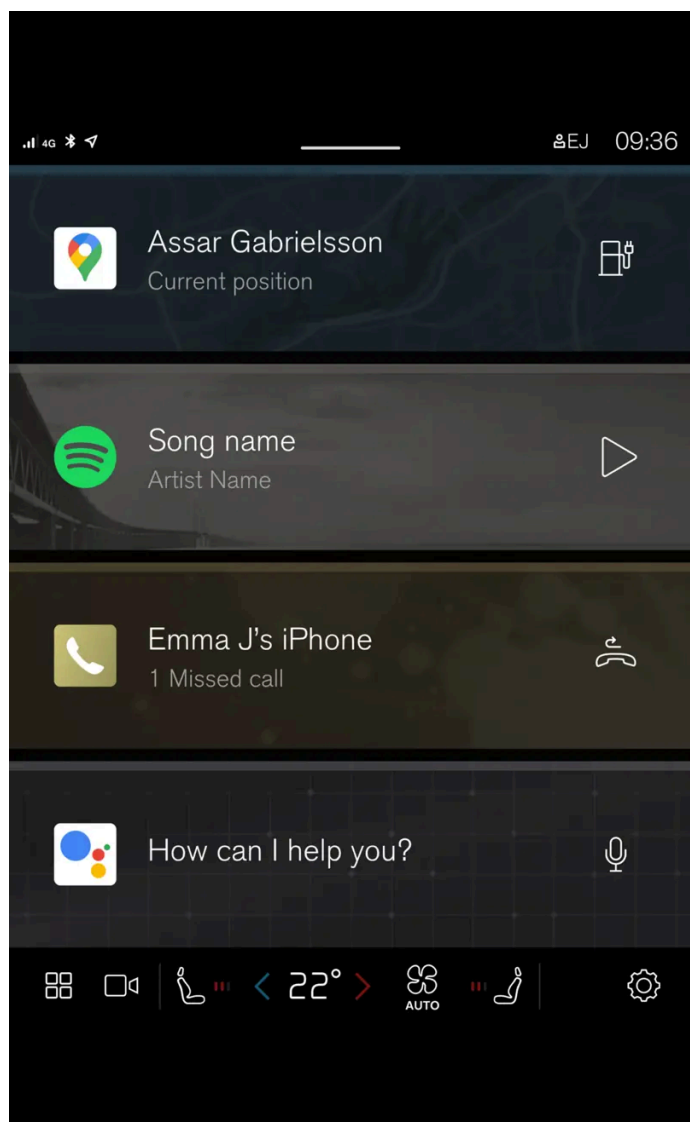 4G
EJ 09:36
Assar Gabrielsson
Current position
Song name
Artist Name
Emma J’s iPhone
1 Missed call
How can I help you?
22°
AUTO